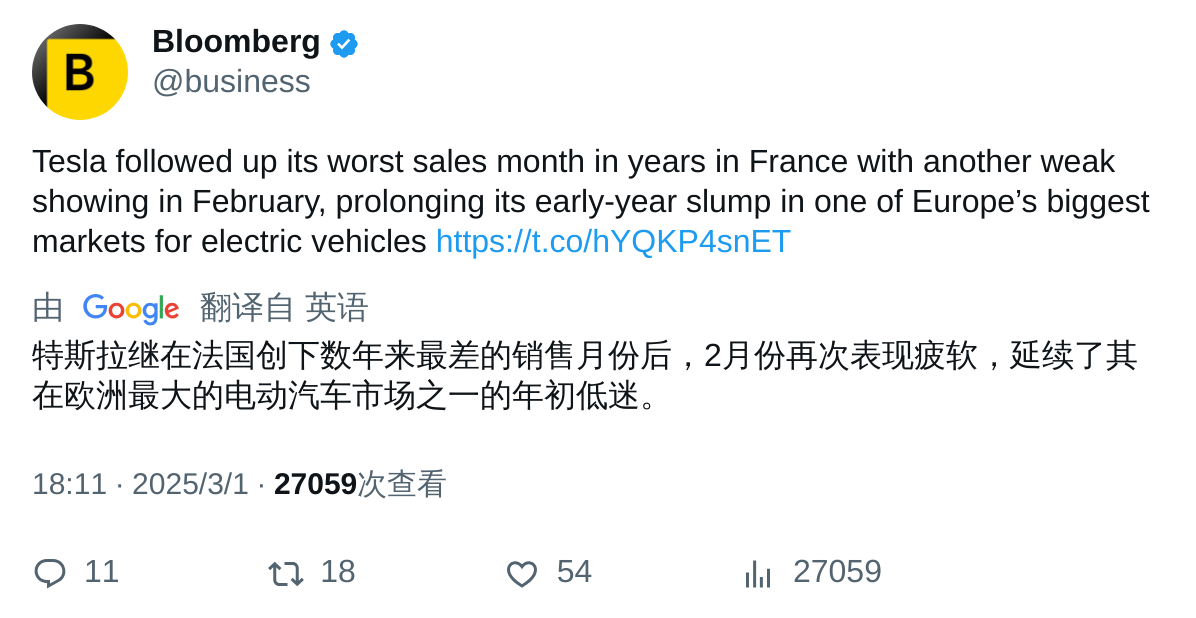 B
Bloomberg
@business
Tesla followed up its worst sales month in years in France with another weak
showing in February, prolonging its early-year slump in one of Europe’s biggest
markets for electric vehicles https://t.co/hYQKP4snET
由 Google 翻译自 英语
特斯拉继在法国创下数年来最差的销售月份后，2月份再次表现疲软，延续了其
在欧洲最大的电动汽车市场之一的年初低迷。
18:11 · 2025/3/1 · 27059次查看
11 18 54 27059